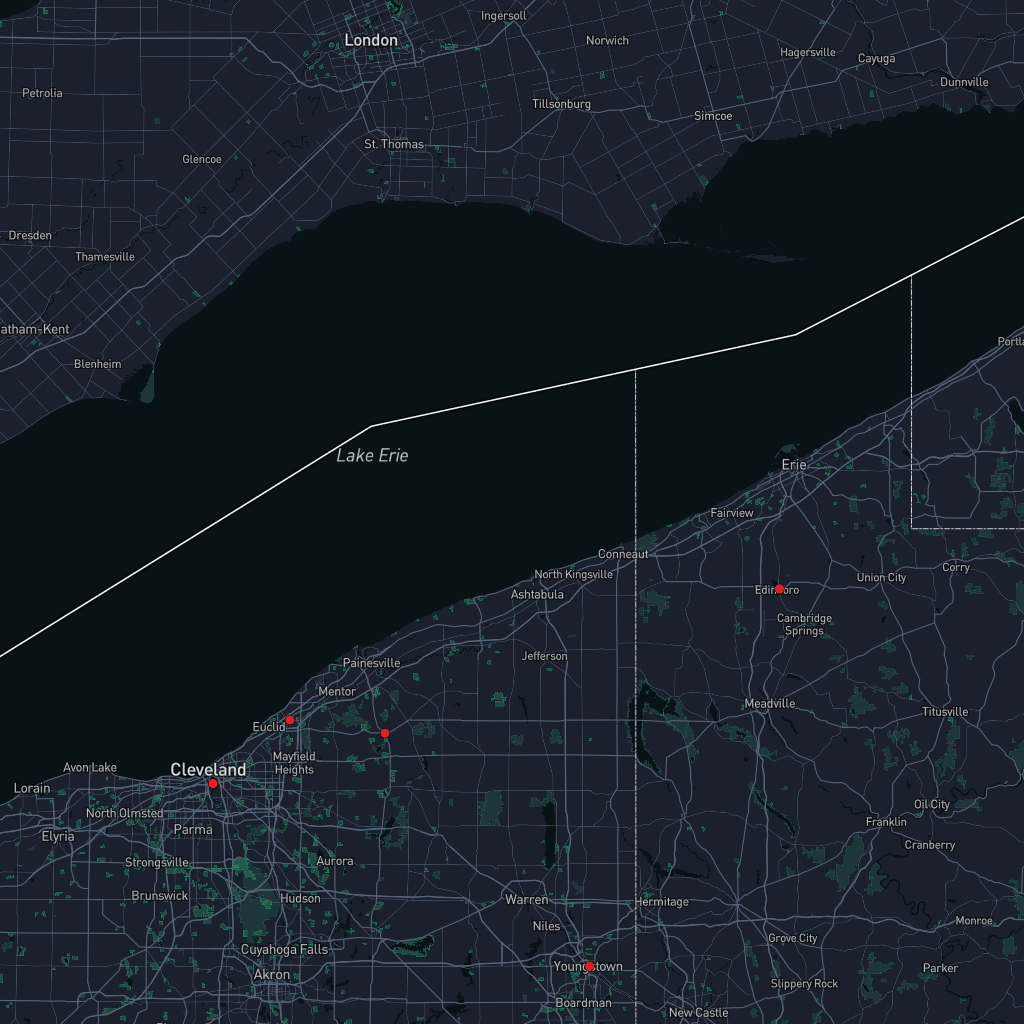 Ingersoll
London
Norwich
Hagersville
Cayuga
Dunnville
Petrolia
Tillsonburg
Simcoe
St. Thomas
Glencoe
Dresden
Thamesville
atham-Kent
Portla
Blenheim
Lake Erie
Erie
Fairview
Conneaut
North Kingsville
Corry
Union City
Ashtabula
Edinboro
Cambridge
Springs
Jefferson
Painesville
Mentor
Meadville
Titusville
Euclid
Mayfield
Heights
Avon Lake
Cleveland
Lorain
Oil City
North Olmsted
Franklin
Parma
Elyria
Cranberry
Strongsville
Aurora
Brunswick
Hudson
Warren
Hermitage
Monroe
Niles
Grove City
Cuyahoga Falls
Youngstown
Parker
Akron
Slippery Rock
Boardman
New Castle